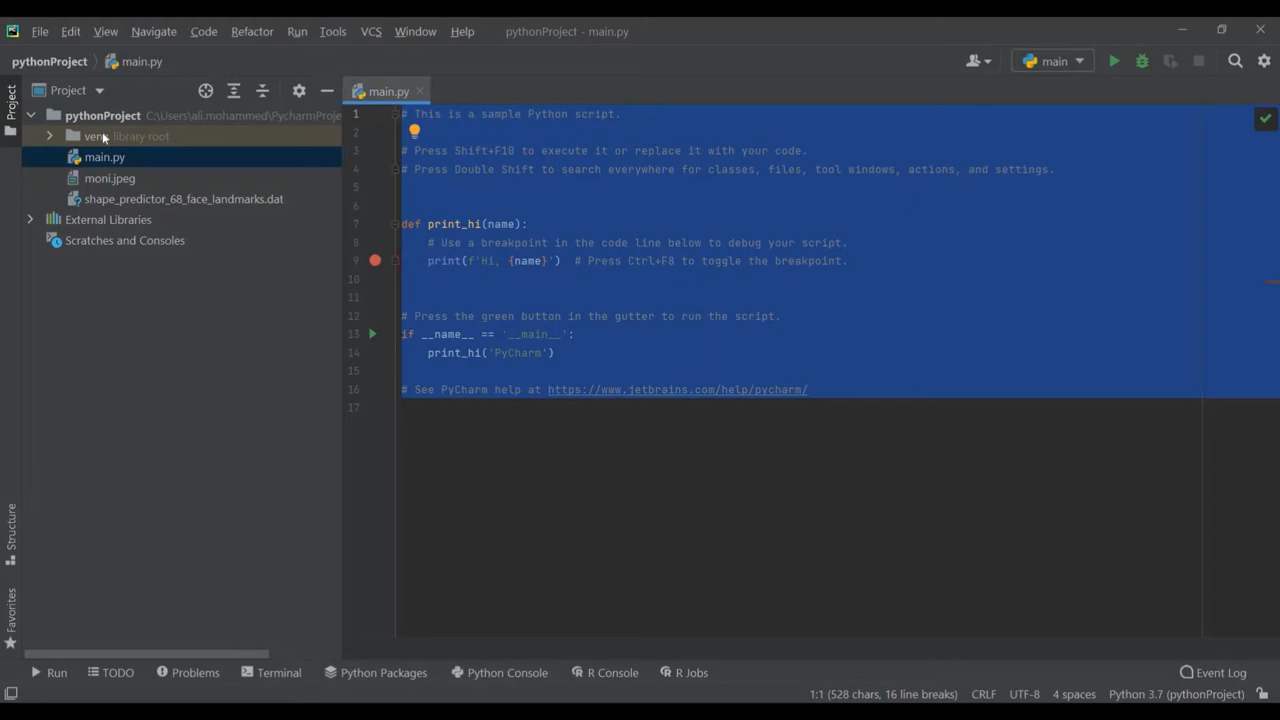 File Edit View Navigate Code Refactor Run Tools VCS Window Help pythonProject - main.py
pythonProject main.py main
Project
Project
main.py
pythonProject C:\Users\ali.mohammed\PycharmProje
venv library root
main.py
moni.jpeg
shape_predictor_68_face_landmarks.dat
External Libraries
Scratches and Consoles
1 # This is a sample Python script.
2
3 # Press Shift+F10 to execute it or replace it with your code.
4 # Press Double Shift to search everywhere for classes, files, tool windows, actions, and settings.
5
6
7 def print_hi(name):
8 # Use a breakpoint in the code line below to debug your script.
9 print(f'Hi, {name}') # Press Ctrl+F8 to toggle the breakpoint.
10
11
12 # Press the green button in the gutter to run the script.
13 if __name__ == '__main__':
14 print_hi('PyCharm')
15
16 # See PyCharm help at https://www.jetbrains.com/help/pycharm/
17
Structure
Favorites
Run TODO Problems Terminal Python Packages Python Console R Console R Jobs Event Log
1:1 (528 chars, 16 line breaks) CRLF UTF-8 4 spaces Python 3.7 (pythonProject)